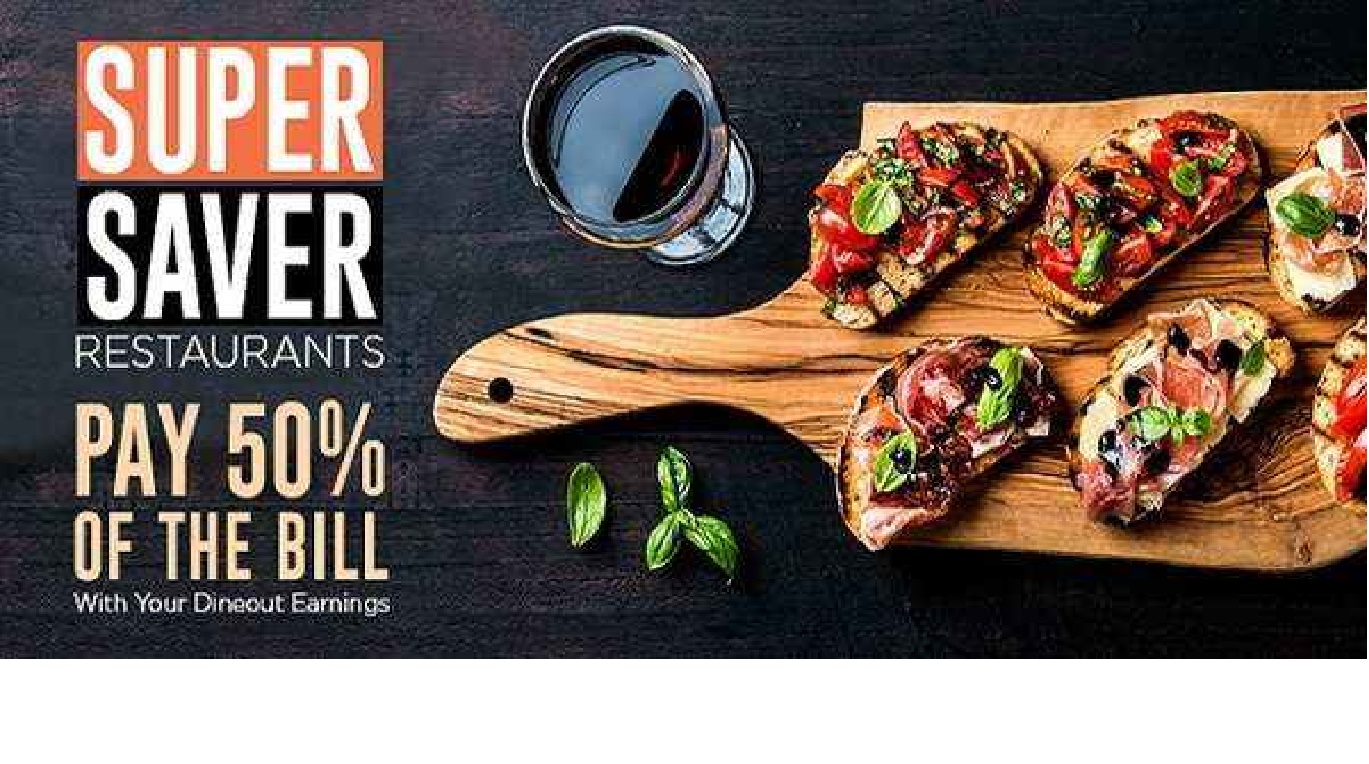 SUPER
SAVER
RESTAURANTS
PAY 50%
OF THE BILL
With Your Dineout Earnings